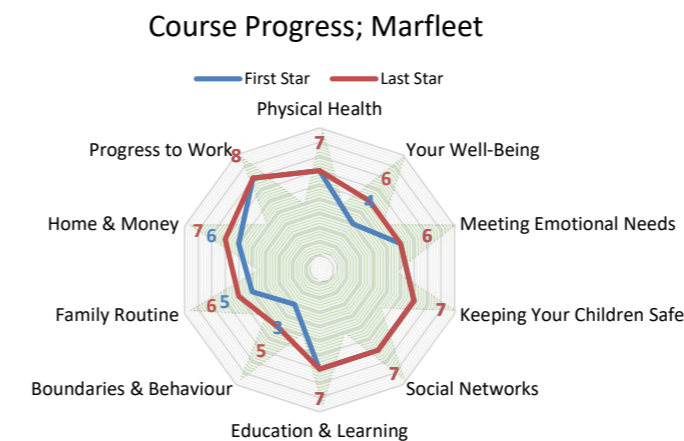 Course Progress; Marfleet
First Star
Last Star
Physical Health
Progress to Work
8
7
Your Well-Being
6
4
Home & Money
7
6
6
Meeting Emotional Needs
Family Routine
6
5
7
Keeping Your Children Safe
3
5
7
Boundaries & Behaviour
7
Social Networks
Education & Learning